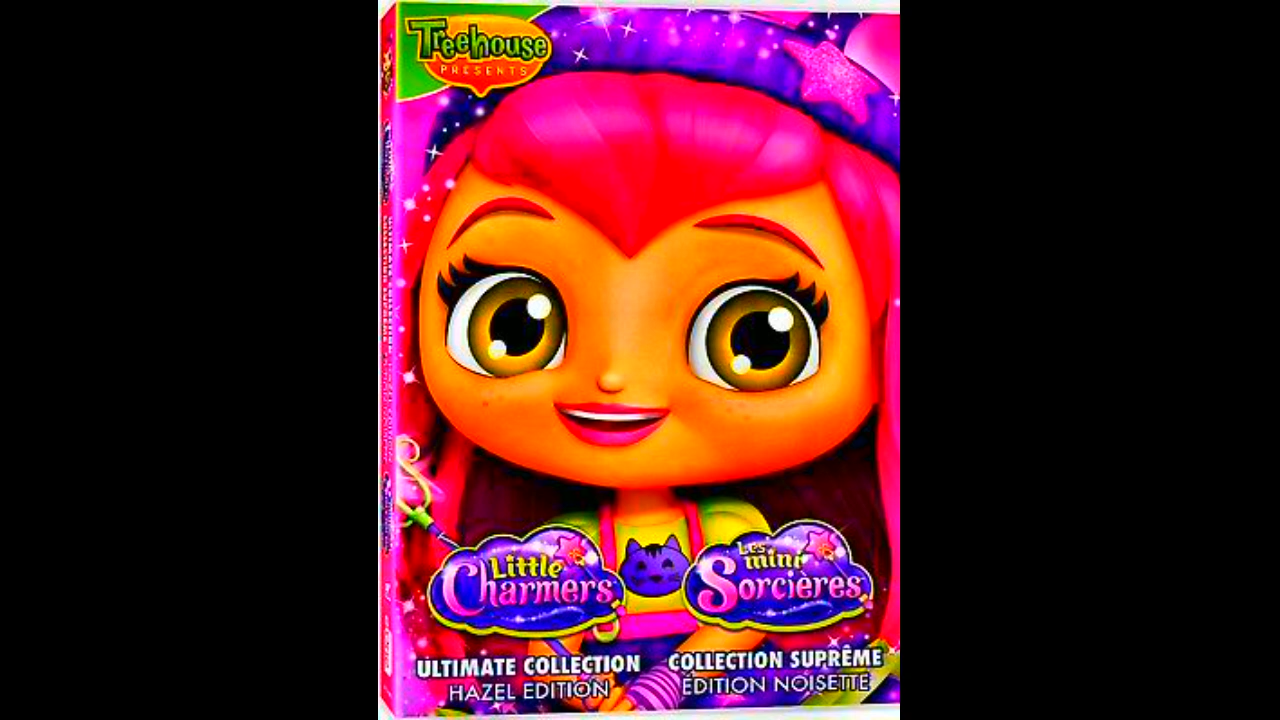 Treehouse
PRESENTS
Little
Charmers
Les
mini
Sorcières
ULTIMATE COLLECTION
HAZEL EDITION
COLLECTION SUPRÊME
ÉDITION NOISETTE